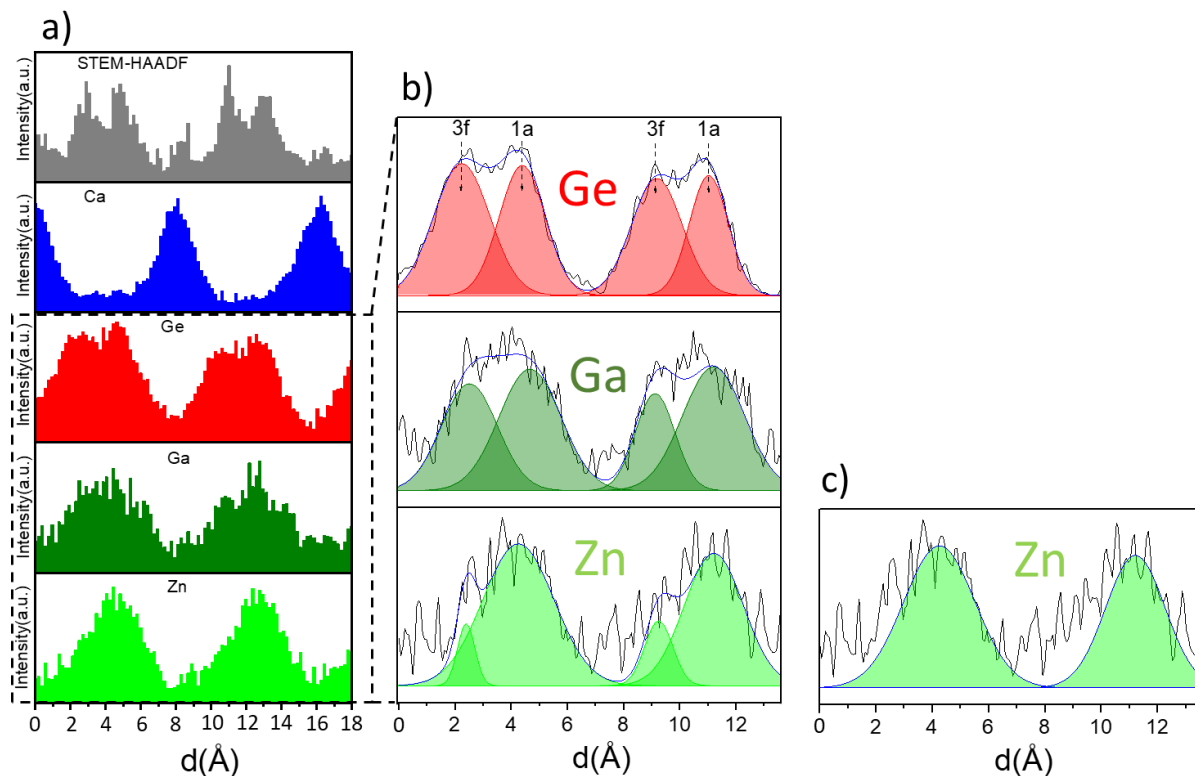 a)
STEM-HAADF
Intensity(a.u.)
Ca
Intensity(a.u.)
Ge
Intensity(a.u.)
Ga
Intensity(a.u.)
Zn
Intensity(a.u.)
0 2 4 6 8 10 12 14 16 18
d(Å)
b)
3f 1a 3f 1a
Ge
Ga
Zn
0 2 4 6 8 10 12
d(Å)
c)
Zn
0 2 4 6 8 10 12
d(Å)